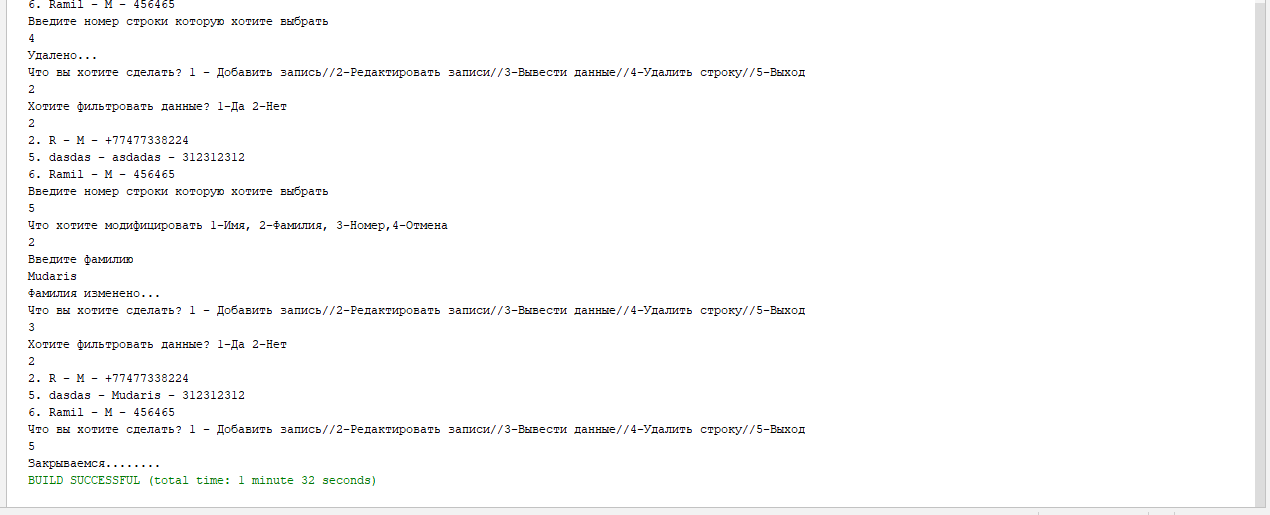 6. Ramil - M - 456465
Введите номер строки которую хотите выбрать
4
Удалено...
Что вы хотите сделать? 1 - Добавить запись//2-Редактировать записи//3-Вывести данные//4-Удалить строку//5-Выход
2
Хотите фильтровать данные? 1-Да 2-Нет
2
2. R - M - +77477338224
5. dasdas - asdadas - 312312312
6. Ramil - M - 456465
Введите номер строки которую хотите выбрать
5
Что хотите модифицировать 1-Имя, 2-Фамилия, 3-Номер,4-Отмена
2
Введите фамилию
Mudaris
Фамилия изменено...
Что вы хотите сделать? 1 - Добавить запись//2-Редактировать записи//3-Вывести данные//4-Удалить строку//5-Выход
3
Хотите фильтровать данные? 1-Да 2-Нет
2
2. R - M - +77477338224
5. dasdas - Mudaris - 312312312
6. Ramil - M - 456465
Что вы хотите сделать? 1 - Добавить запись//2-Редактировать записи//3-Вывести данные//4-Удалить строку//5-Выход
5
Закрываемся........
BUILD SUCCESSFUL (total time: 1 minute 32 seconds)